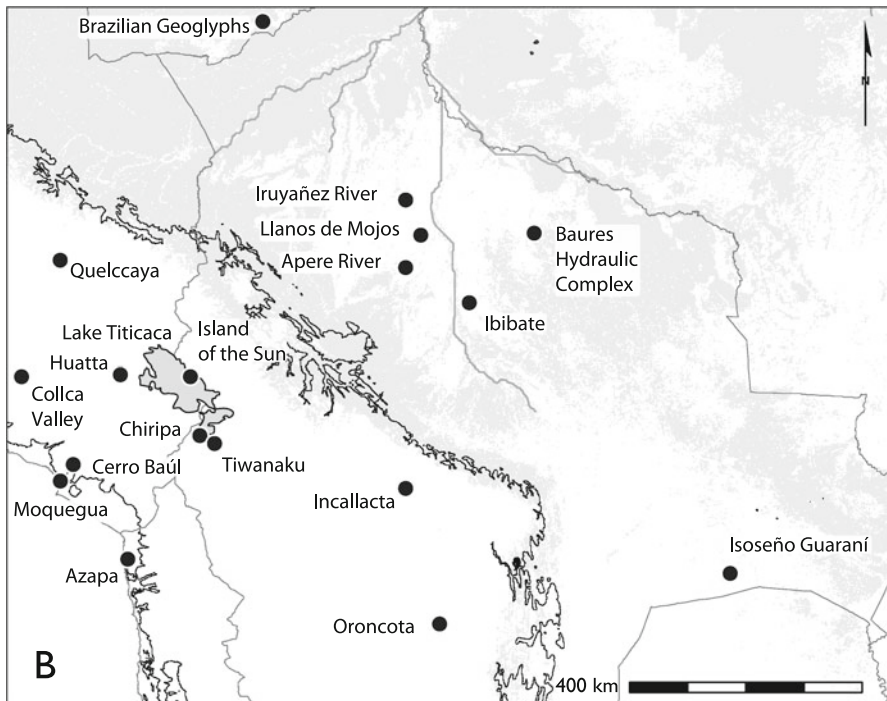 Brazilian Geoglyphs
N
Iruyañez River
Llanos de Mojos
Apere River
Baures
Hydraulic
Complex
Quelccaya
Ibibate
Lake Titicaca
Island
of the Sun
Huatta
Collca
Valley
Chiripa
Tiwanaku
Cerro Baúl
Moquegua
Incallacta
Azapa
Isoseño Guaraní
Oroncota
B
400 km